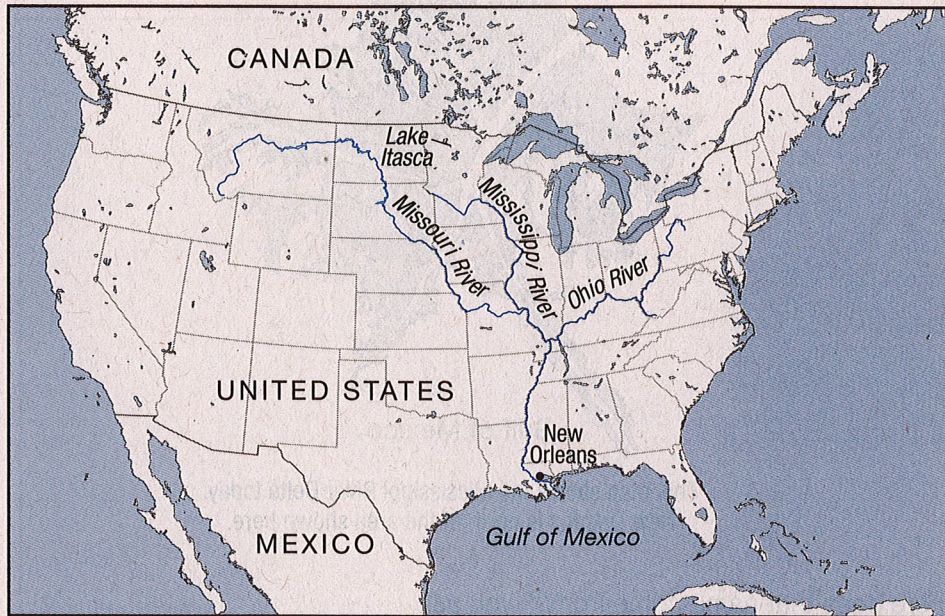 CANADA
Lake
Itasca
Missouri River
Mississippi River
Ohio River
UNITED STATES
New
Orleans
MEXICO
Gulf of Mexico